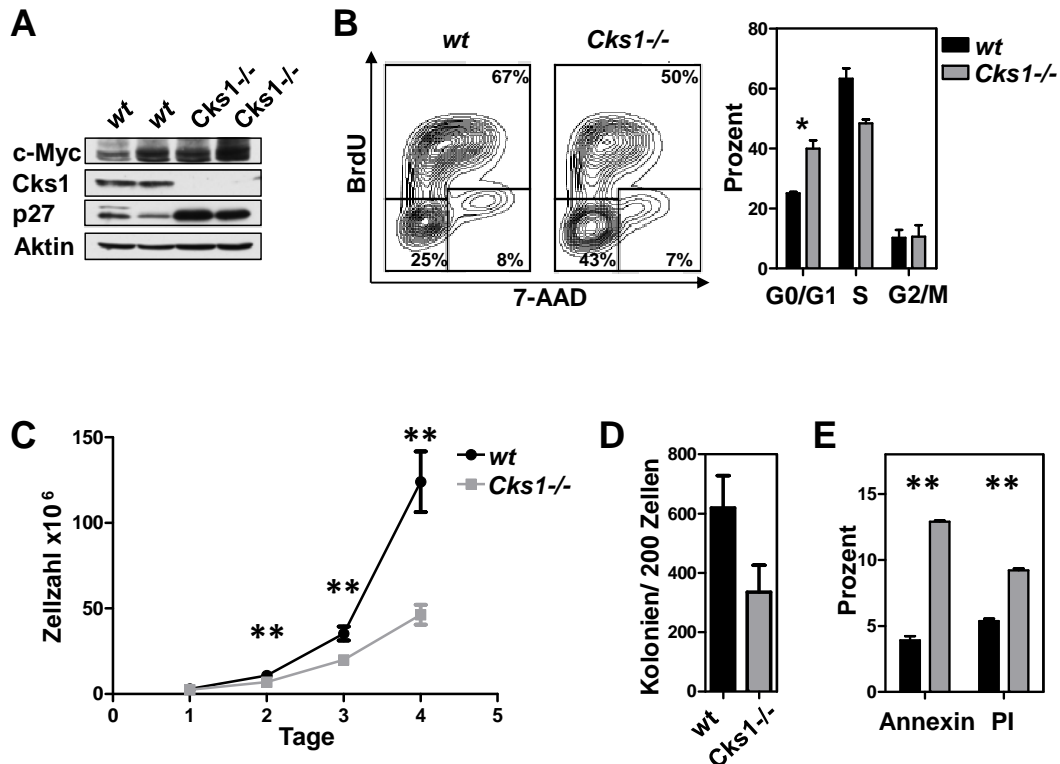 A
wt wt Cks1-/- Cks1-/-
c-Myc
Cks1
p27
Aktin
B
wt Cks1-/-
67% 50%
25% 8% 43% 7%
BrdU
7-AAD
Prozent
80
60
40
20
0
*
G0/G1 S G2/M
wt
Cks1-/-
C
Zellzahl x10 6
150
100
50
0
0 1 2 3 4 5
Tage
** ** **
wt
Cks1-/-
D
Kolonien/ 200 Zellen
800
600
400
200
0
wt Cks1-/-
E
Prozent
15
10
5
0
** **
Annexin PI